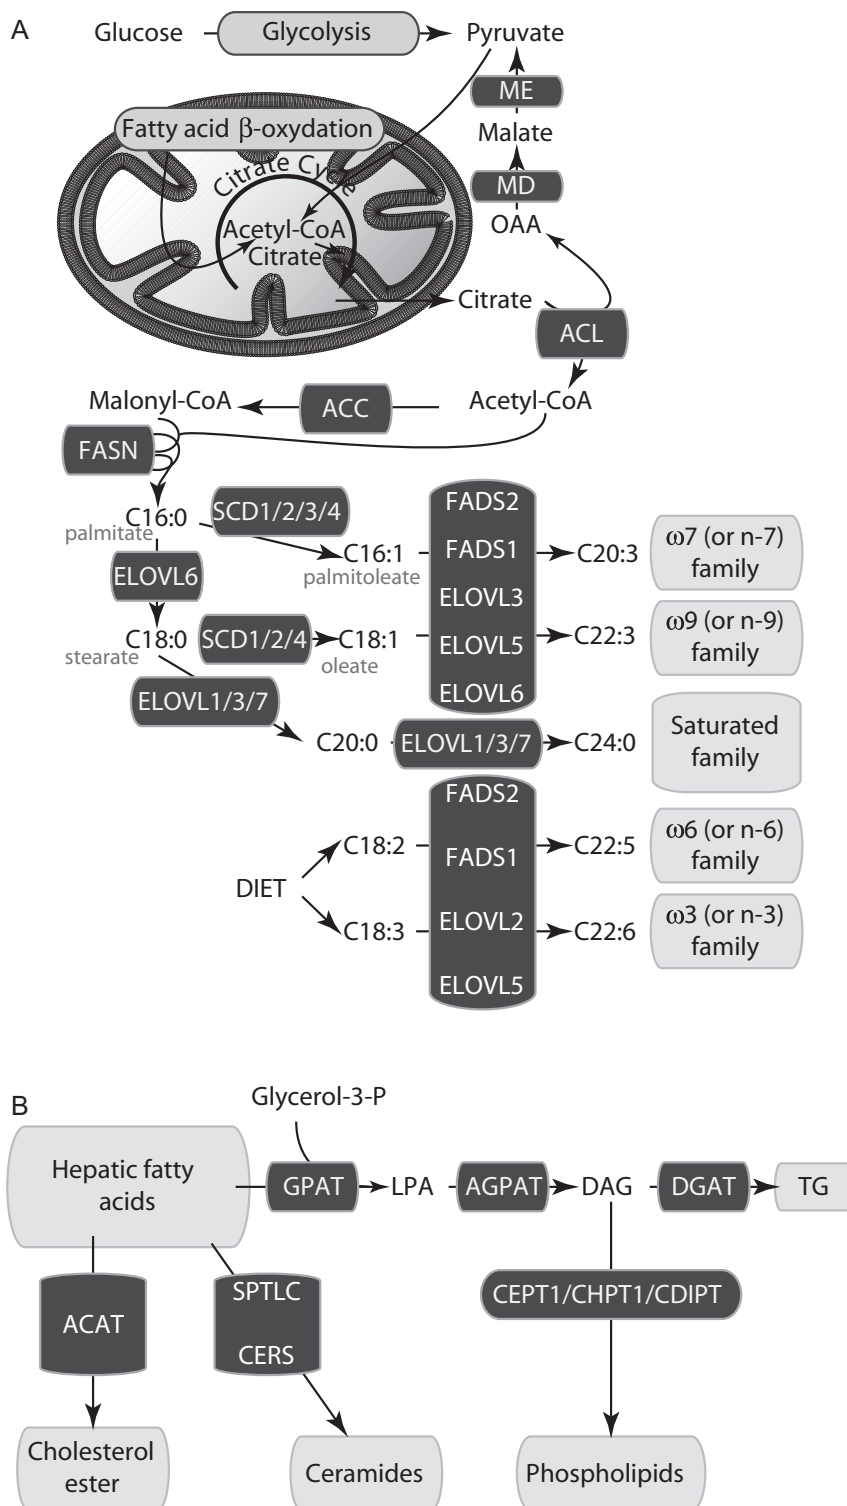 A
Glucose
Glycolysis
Pyruvate
ME
Malate
MD
OAA
Fatty acid β-oxydation
Citrate Cycle
Acetyl-CoA
Citrate
Citrate
ACL
Malonyl-CoA
ACC
Acetyl-CoA
FASN
C16:0
palmitate
SCD1/2/3/4
C16:1
palmitoleate
ELOVL6
C18:0
stearate
SCD1/2/4
C18:1
oleate
FADS2
FADS1
ELOVL3
ELOVL5
ELOVL6
C20:3
ω7 (or n-7)
family
C22:3
ω9 (or n-9)
family
ELOVL1/3/7
C20:0
ELOVL1/3/7
C24:0
Saturated
family
DIET
C18:2
C18:3
FADS2
FADS1
ELOVL2
ELOVL5
C22:5
ω6 (or n-6)
family
C22:6
ω3 (or n-3)
family
B
Glycerol-3-P
Hepatic fatty
acids
GPAT
LPA
AGPAT
DAG
DGAT
TG
ACAT
SPTLC
CERS
CEPT1/CHPT1/CDIPT
Cholesterol
ester
Ceramides
Phospholipids